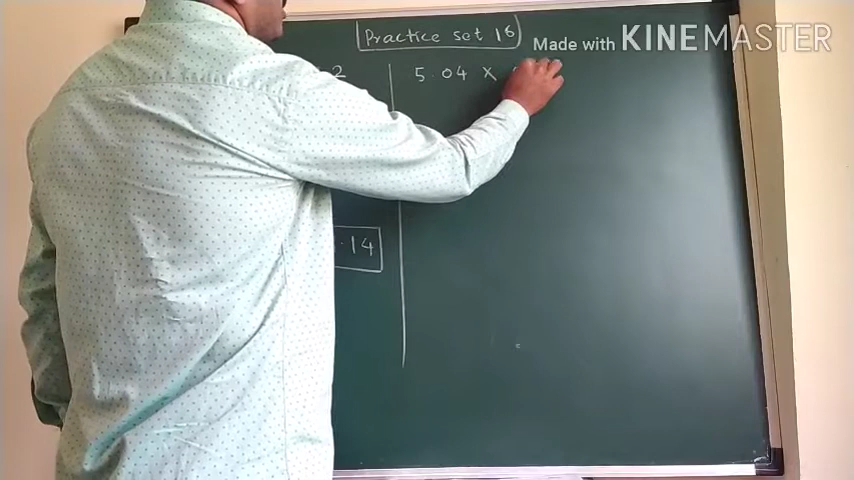 Practice set 16
Made with KINEMASTER
2
5.04 ×
.14